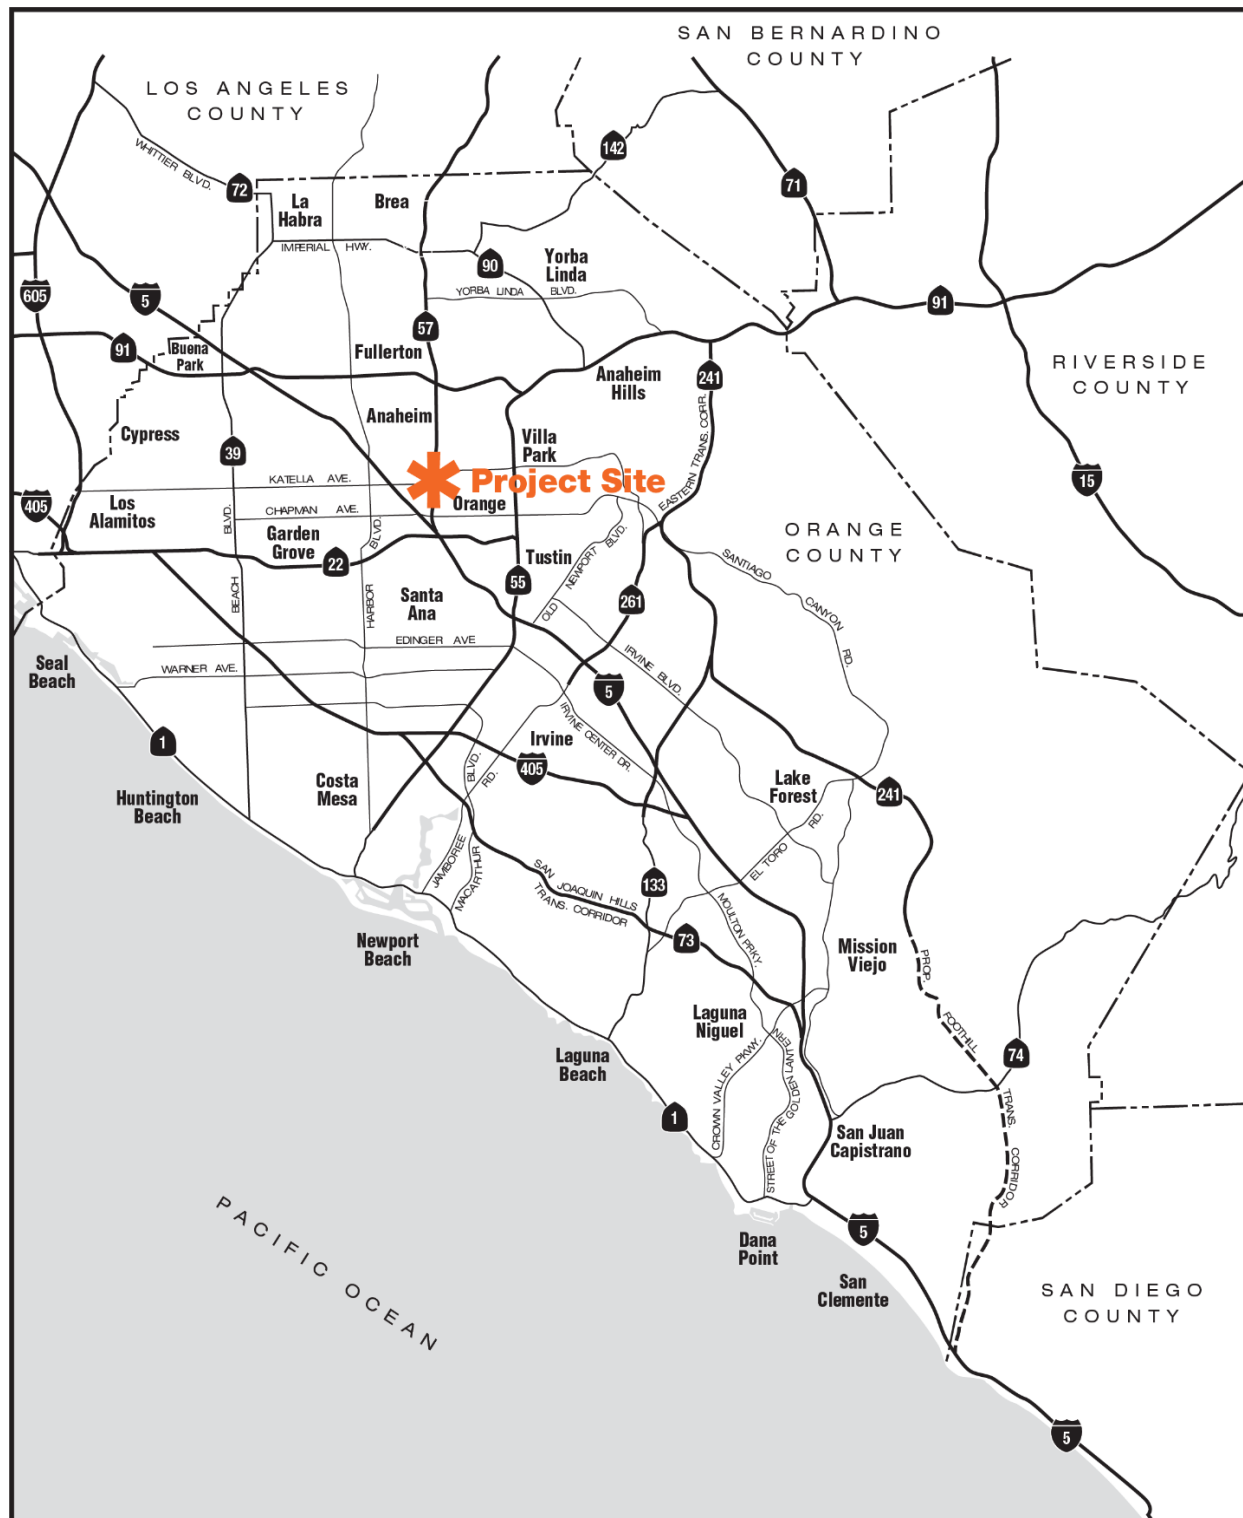 SAN BERNARDINO
COUNTY
LOS ANGELES
COUNTY
WHITTIER BLVD.
72
142
71
La
Habra
Brea
IMPERIAL HWY.
90
Yorba
Linda
YORBA LINDA BLVD.
605
5
91
57
91
Buena
Park
Fullerton
Anaheim
Hills
241
RIVERSIDE
COUNTY
Anaheim
Cypress
39
Villa
Park
EASTERN TRANS. CORR.
15
KATELLA AVE.
Project Site
405
Los
Alamitos
CHAPMAN AVE.
Orange
BLVD.
BLVD.
Garden
Grove
22
Tustin
55
OLD NEWPORT BLVD.
261
ORANGE
COUNTY
SANTIAGO CANYON RD.
BEACH
HARBOR
Santa
Ana
EDINGER AVE
WARNER AVE.
IRVINE BLVD.
5
Seal
Beach
1
Irvine
IRVINE CENTER DR.
405
BLVD.
RD.
Huntington
Beach
Costa
Mesa
Lake
Forest
241
EL TORO RD.
JAMBOREE
MACARTHUR
SAN JOAQUIN HILLS
TRANS. CORRIDOR
133
MOULTON PRKY.
73
Newport
Beach
Mission
Viejo
PROP. FOOTHILL TRANS. CORRIDOR
Laguna
Niguel
74
Laguna
Beach
1
CROWN VALLEY PKWY.
STREET OF THE GOLDEN LANTERN
San Juan
Capistrano
PACIFIC OCEAN
Dana
Point
5
San
Clemente
SAN DIEGO
COUNTY
5